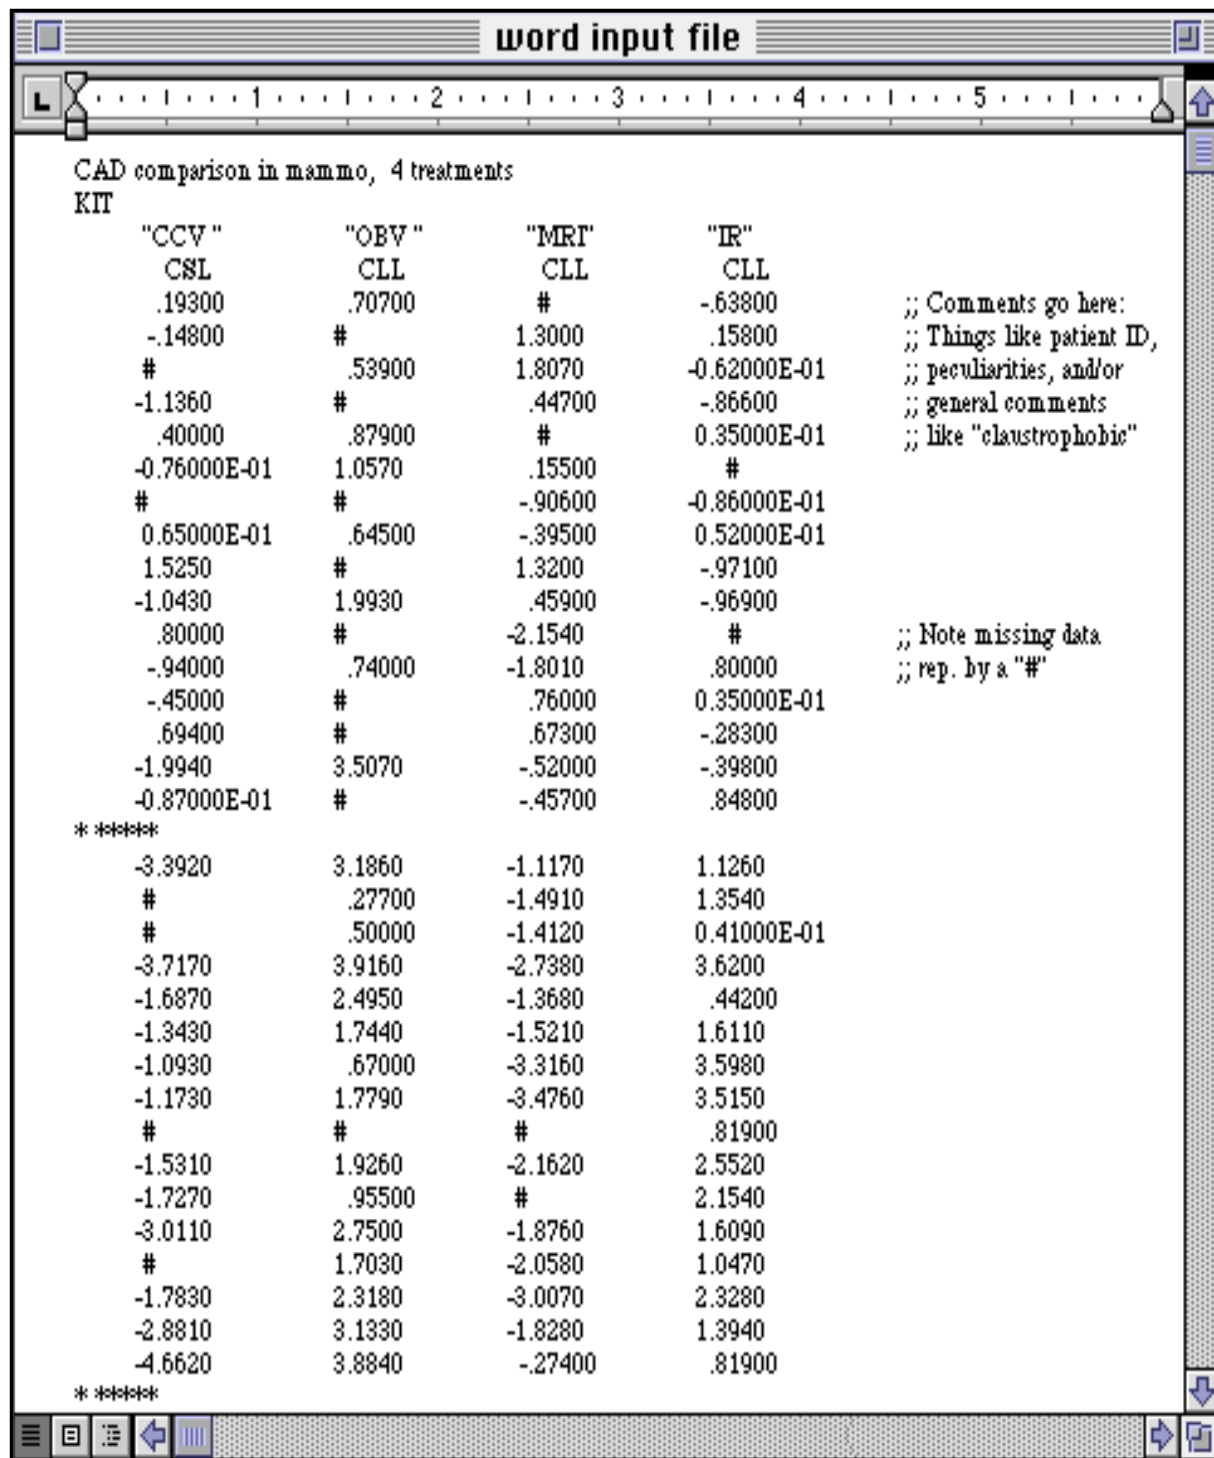 word input file
L 1 2 3 4 5
CAD comparison in mammo, 4 treatments
KIT
"CCV " "OBV " "MRI" "IR"
CSL CLL CLL CLL
.19300 .70700 # -.63800 ;; Comments go here:
-.14800 # 1.3000 .15800 ;; Things like patient ID,
# .53900 1.8070 -0.62000E-01 ;; peculiarities, and/or
-1.1360 # .44700 -.86600 ;; general comments
.40000 .87900 # 0.35000E-01 ;; like "claustrophobic"
-0.76000E-01 1.0570 .15500 #
# # -.90600 -0.86000E-01
0.65000E-01 .64500 -.39500 0.52000E-01
1.5250 # 1.3200 -.97100
-1.0430 1.9930 .45900 -.96900
.80000 # -2.1540 # ;; Note missing data
-.94000 .74000 -1.8010 .80000 ;; rep. by a "#"
-.45000 # .76000 0.35000E-01
.69400 # .67300 -.28300
-1.9940 3.5070 -.52000 -.39800
-0.87000E-01 # -.45700 .84800
* ******
-3.3920 3.1860 -1.1170 1.1260
# .27700 -1.4910 1.3540
# .50000 -1.4120 0.41000E-01
-3.7170 3.9160 -2.7380 3.6200
-1.6870 2.4950 -1.3680 .44200
-1.3430 1.7440 -1.5210 1.6110
-1.0930 .67000 -3.3160 3.5980
-1.1730 1.7790 -3.4760 3.5150
# # # .81900
-1.5310 1.9260 -2.1620 2.5520
-1.7270 .95500 # 2.1540
-3.0110 2.7500 -1.8760 1.6090
# 1.7030 -2.0580 1.0470
-1.7830 2.3180 -3.0070 2.3280
-2.8810 3.1330 -1.8280 1.3940
-4.6620 3.8840 -.27400 .81900
* ******